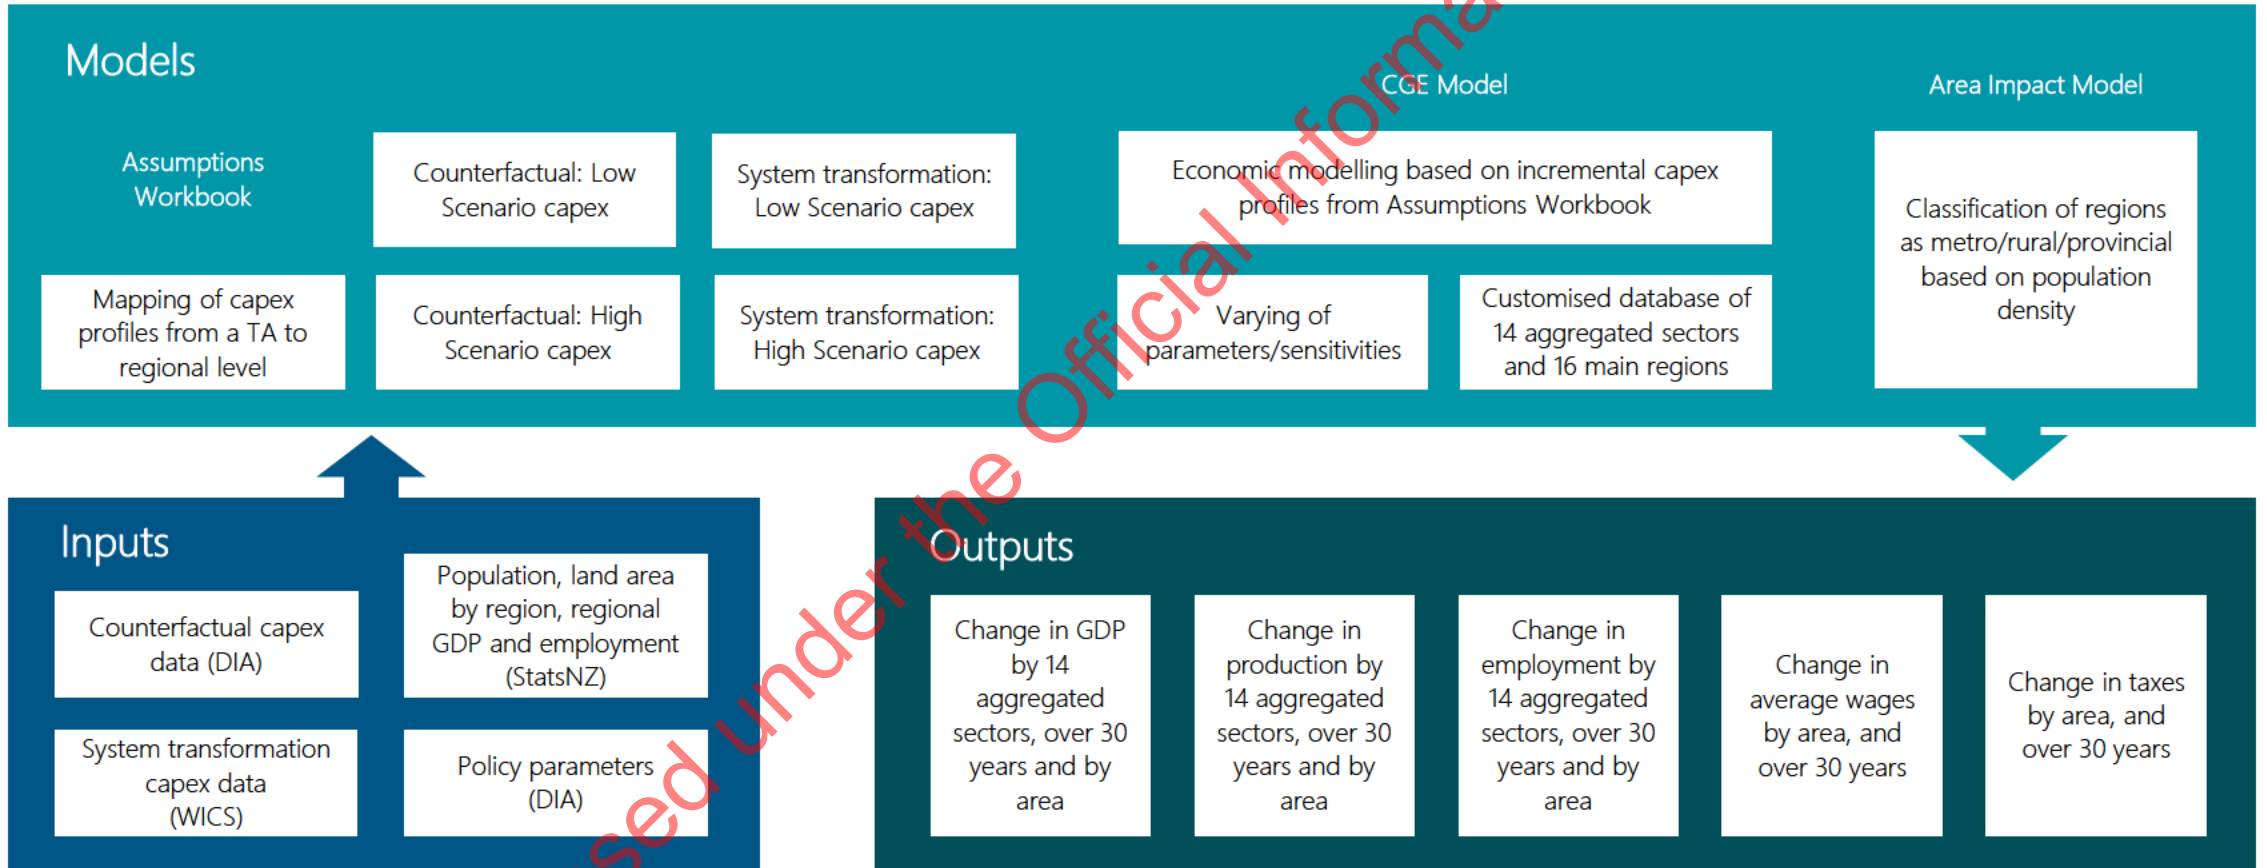 Models
Assumptions
Workbook
Mapping of capex
profiles from a TA to
regional level
Counterfactual: Low
Scenario capex
Counterfactual: High
Scenario capex
System transformation:
Low Scenario capex
System transformation:
High Scenario capex
CGE Model
Economic modelling based on incremental capex
profiles from Assumptions Workbook
Varying of
parameters/sensitivities
Customised database of
14 aggregated sectors
and 16 main regions
Area Impact Model
Classification of regions
as metro/rural/provincial
based on population
density
Inputs
Counterfactual capex
data (DIA)
System transformation
capex data
(WICS)
Population, land area
by region, regional
GDP and employment
(StatsNZ)
Policy parameters
(DIA)
Outputs
Change in GDP
by 14
aggregated
sectors, over 30
years and by
area
Change in
production by
14 aggregated
sectors, over 30
years and by
area
Change in
employment by
14 aggregated
sectors, over 30
years and by
area
Change in
average wages
by area, and
over 30 years
Change in taxes
by area, and
over 30 years
sed under the Official Informa